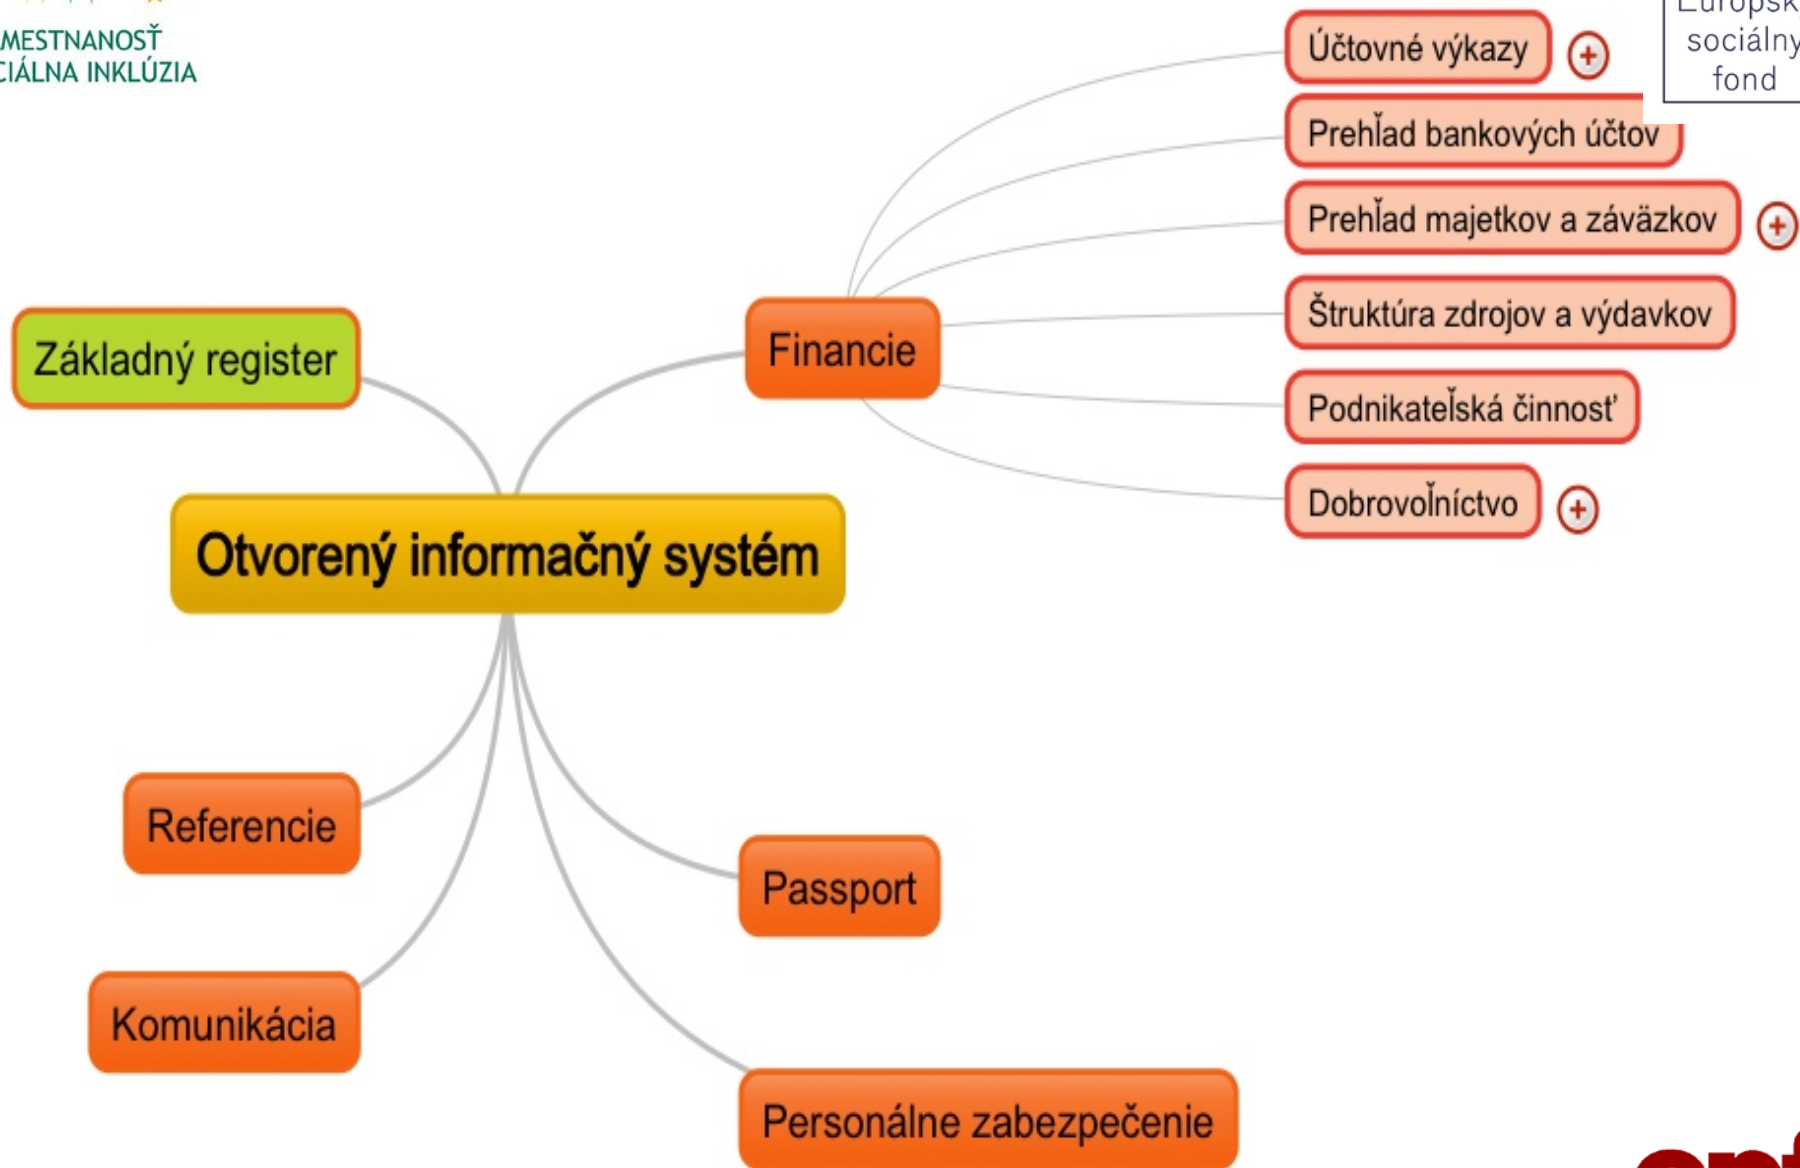 MESTNANOSŤ
CIÁLNA INKLÚZIA
Európsky
sociálny
fond
Účtovné výkazy
Prehľad bankových účtov
Prehľad majetkov a záväzkov
Štruktúra zdrojov a výdavkov
Podnikateľská činnosť
Dobrovoľníctvo
Financie
Základný register
Otvorený informačný systém
Referencie
Passport
Komunikácia
Personálne zabezpečenie